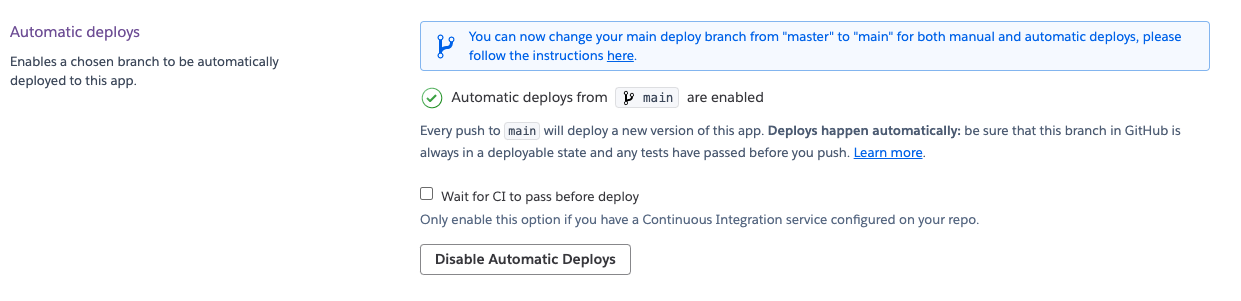 Automatic deploys
Enables a chosen branch to be automatically
deployed to this app.
You can now change your main deploy branch from "master" to "main" for both manual and automatic deploys, please
follow the instructions here.
Automatic deploys from main are enabled
Every push to main will deploy a new version of this app. Deploys happen automatically: be sure that this branch in GitHub is
always in a deployable state and any tests have passed before you push. Learn more.
Wait for CI to pass before deploy
Only enable this option if you have a Continuous Integration service configured on your repo.
Disable Automatic Deploys